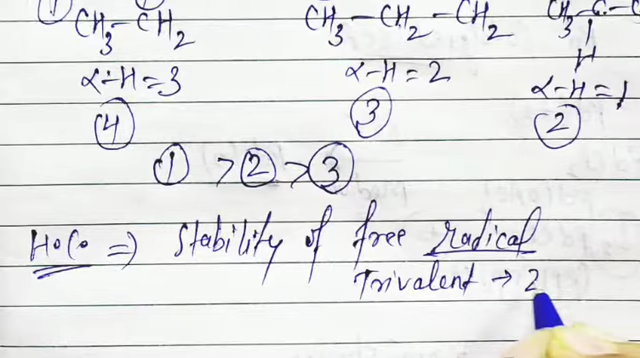 CH3–CH2 CH3–CH2–CH2 CH3–C–C
H
α-H=3 α-H=2 α-H=1
4 3 2
1 > 2 > 3
H•C• ⇒ Stability of free radical
Trivalent → 2